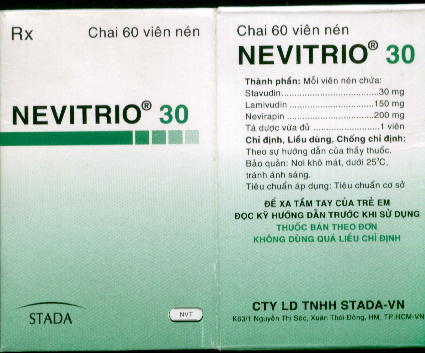 Rx
Chai 60 viên nén
NEVITRIO® 30
STADA
NVT
Chai 60 viên nén
NEVITRIO® 30
Thành phần: Mỗi viên nén chứa:
Stavudin..............................30 mg
Lamivudin..........................150 mg
Nevirapin...........................200 mg
Tá dược vừa đủ ...................1 viên
Chỉ định, Liều dùng, Chống chỉ định:
Theo sự hướng dẫn của thầy thuốc.
Bảo quản: Nơi khô mát, dưới 25°C,
tránh ánh sáng.
Tiêu chuẩn áp dụng: Tiêu chuẩn cơ sở
ĐỂ XA TẦM TAY CỦA TRẺ EM
ĐỌC KỸ HƯỚNG DẪN TRƯỚC KHI SỬ DỤNG
THUỐC BÁN THEO ĐƠN
KHÔNG DÙNG QUÁ LIỀU CHỈ ĐỊNH
CTY LD TNHH STADA-VN
K63/1 Nguyễn Thị Sóc, Xuân Thới Đông, HM, TP.HCM-VN